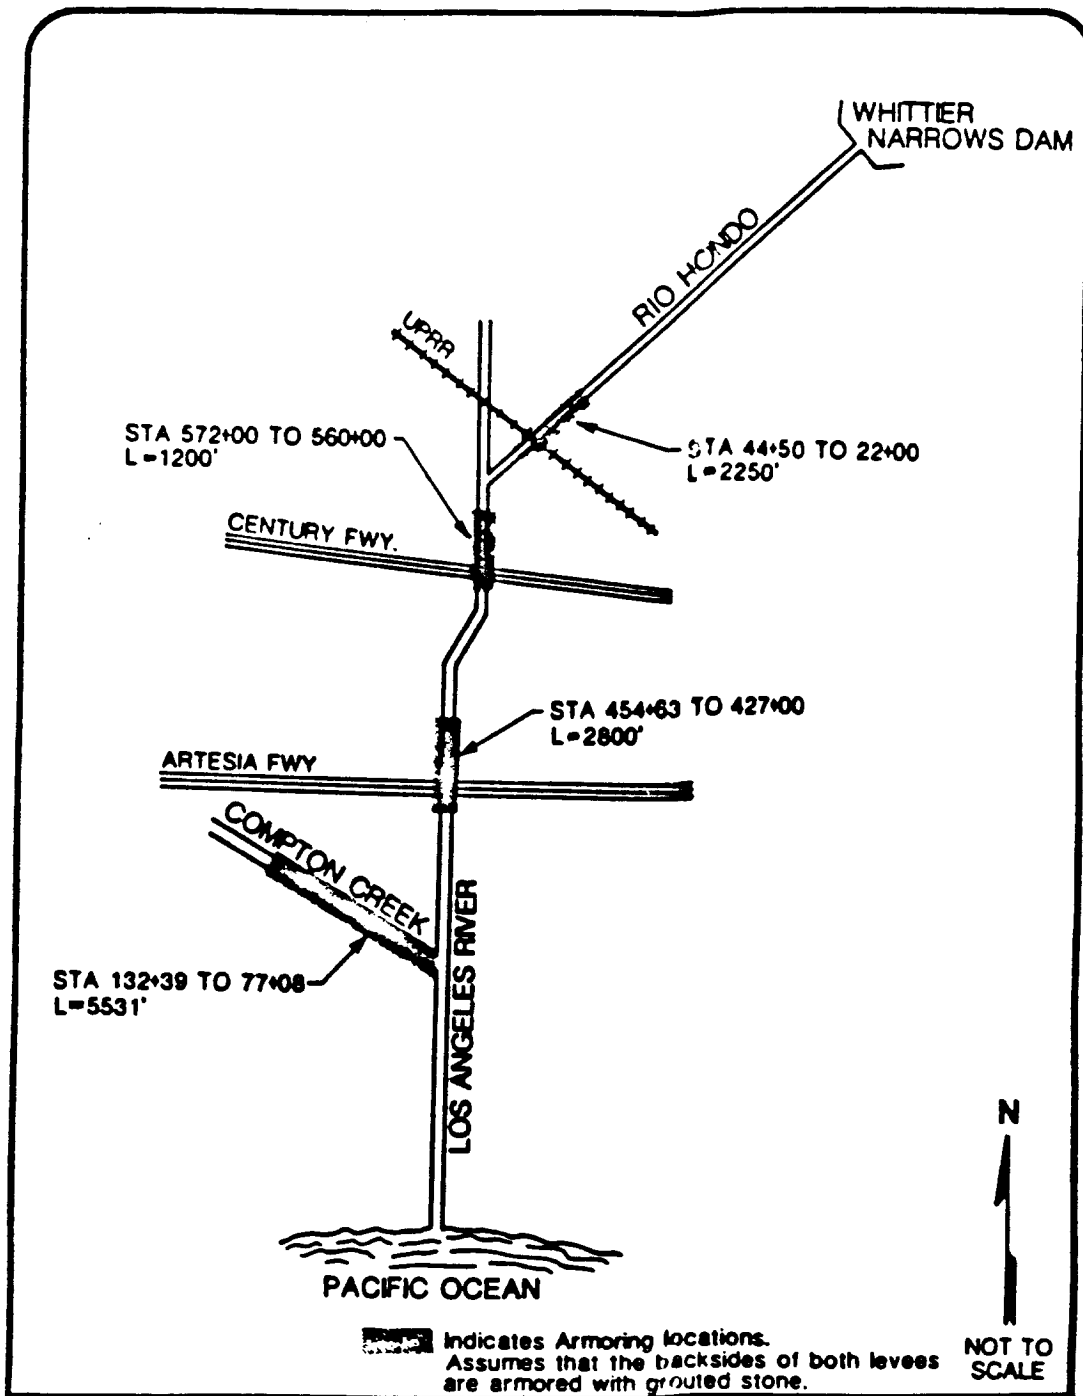 WHITTIER
NARROWS DAM
RIO HONDO
UPRR
STA 572+00 TO 560+00
L=1200'
STA 44+50 TO 22+00
L=2250'
CENTURY FWY.
STA 454+63 TO 427+00
L=2800'
ARTESIA FWY
COMPTON CREEK
LOS ANGELES RIVER
STA 132+39 TO 77+08
L=5531'
N
PACIFIC OCEAN
Indicates Armoring locations.
Assumes that the backsides of both levees
are armored with grouted stone.
NOT TO
SCALE